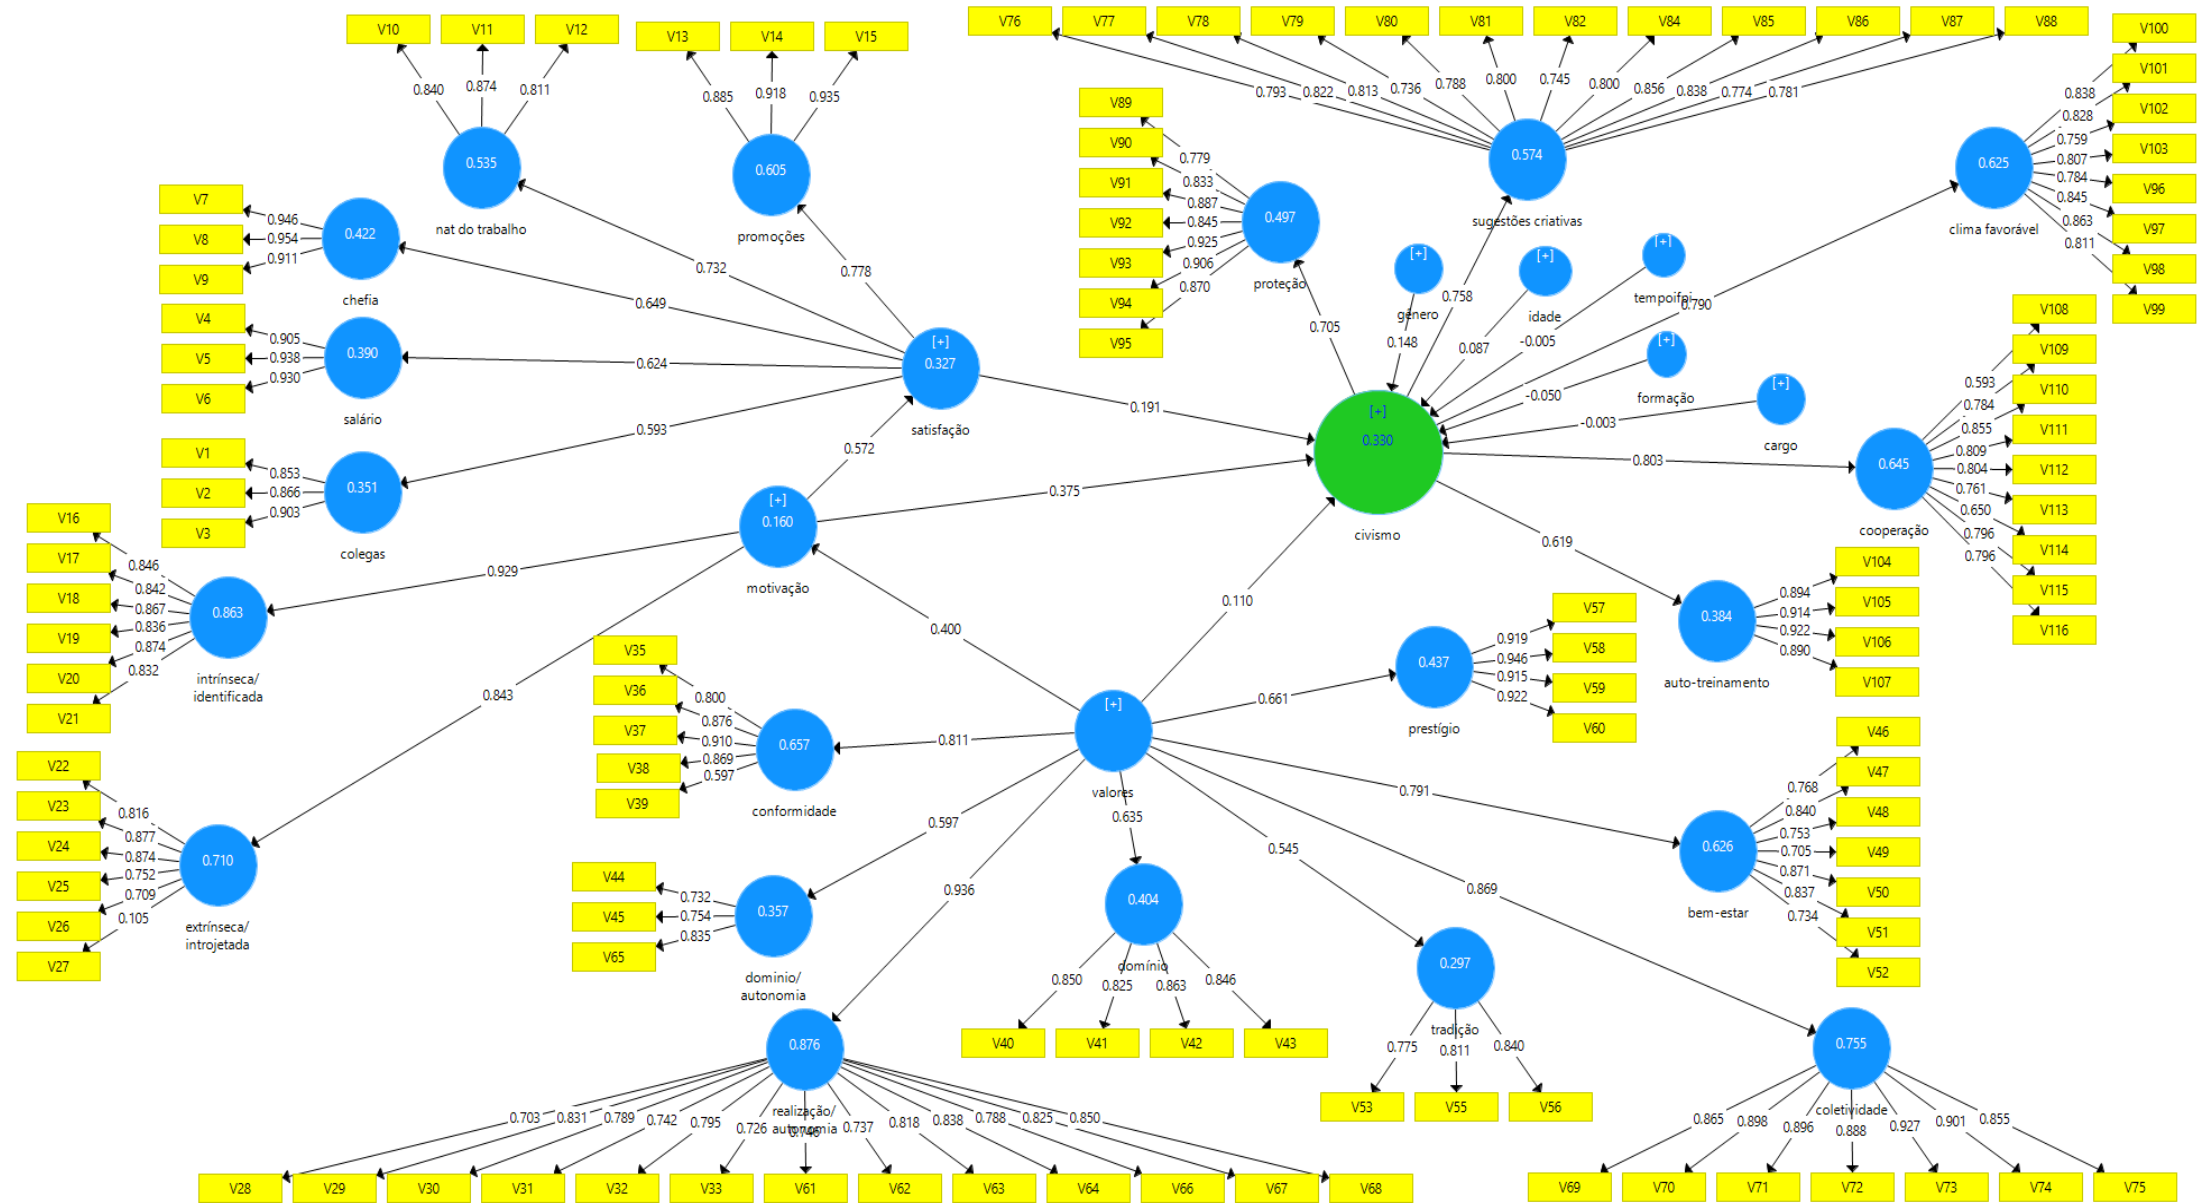 V10
V11
V12
0.840
0.874
0.811
0.535
nat do trabalho
V13
V14
V15
0.885
0.918
0.935
0.605
promoções
V76
V77
V78
V79
V80
V81
V82
V84
V85
V86
V87
V88
0.793
0.822
0.813
0.736
0.788
0.800
0.745
0.800
0.856
0.838
0.774
0.781
0.574
sugestões criativas
V100
V101
V102
V103
V96
V97
V98
V99
0.838
0.828
0.759
0.807
0.784
0.845
0.863
0.811
0.625
clima favorável
V89
V90
V91
V92
V93
V94
V95
0.779
0.833
0.887
0.845
0.925
0.906
0.870
0.497
proteção
V7
V8
V9
0.946
0.954
0.911
0.422
chefia
V4
V5
V6
0.905
0.938
0.930
0.390
salário
V1
V2
V3
0.853
0.866
0.903
0.351
colegas
0.732
0.778
0.649
0.624
0.593
[+]
0.327
satisfação
0.191
0.572
[+]
gênero
0.148
[+]
idade
0.087
[+]
-0.005
[+]
formação
-0.050
[+]
cargo
-0.003
0.705
0.758
0.790
[+]
0.330
civismo
0.803
0.619
V108
V109
V110
V111
V112
V113
V114
V115
V116
0.593
0.784
0.855
0.809
0.804
0.761
0.650
0.796
0.796
0.645
cooperação
V104
V105
V106
V107
0.894
0.914
0.922
0.890
0.384
auto-treinamento
[+]
0.160
motivação
0.375
0.929
0.843
0.400
0.110
V16
V17
V18
V19
V20
V21
0.846
0.842
0.867
0.836
0.874
0.832
0.863
intrínseca/
identificada
V22
V23
V24
V25
V26
V27
0.816
0.877
0.874
0.752
0.709
0.105
0.710
extrínseca/
introjetada
V35
V36
V37
V38
V39
0.800
0.876
0.910
0.869
0.597
0.657
conformidade
0.811
[+]
valores
0.661
0.791
0.597
0.635
0.545
0.936
0.869
V57
V58
V59
V60
0.919
0.946
0.915
0.922
0.437
prestígio
V46
V47
V48
V49
V50
V51
V52
0.768
0.840
0.753
0.705
0.871
0.837
0.734
0.626
bem-estar
V44
V45
V65
0.732
0.754
0.835
0.357
dominio/
autonomia
0.404
domínio
0.850
0.825
0.863
0.846
V40
V41
V42
V43
0.297
tradição
0.775
0.811
0.840
V53
V55
V56
0.876
realização/
autonomia
0.703
0.831
0.789
0.742
0.795
0.726
0.746
0.737
0.818
0.838
0.788
0.825
0.850
V28
V29
V30
V31
V32
V33
V61
V62
V63
V64
V66
V67
V68
0.755
coletividade
0.865
0.898
0.896
0.888
0.927
0.901
0.855
V69
V70
V71
V72
V73
V74
V75